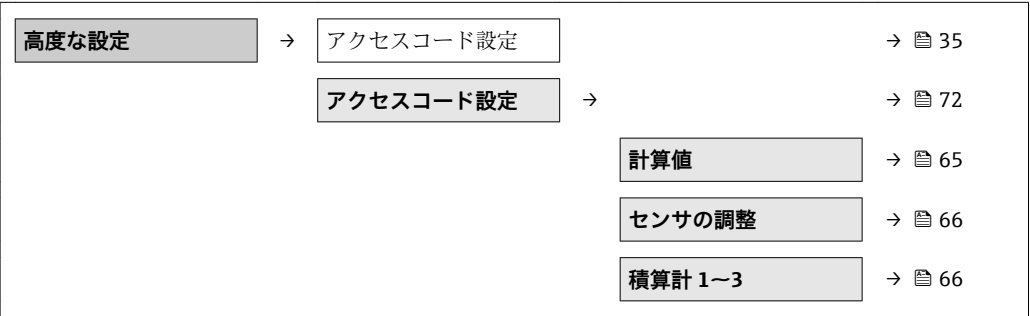 高度な設定 → アクセスコード設定 → 35
アクセスコード設定 → → 72
計算値 → 65
センサの調整 → 66
積算計 1～3 → 66